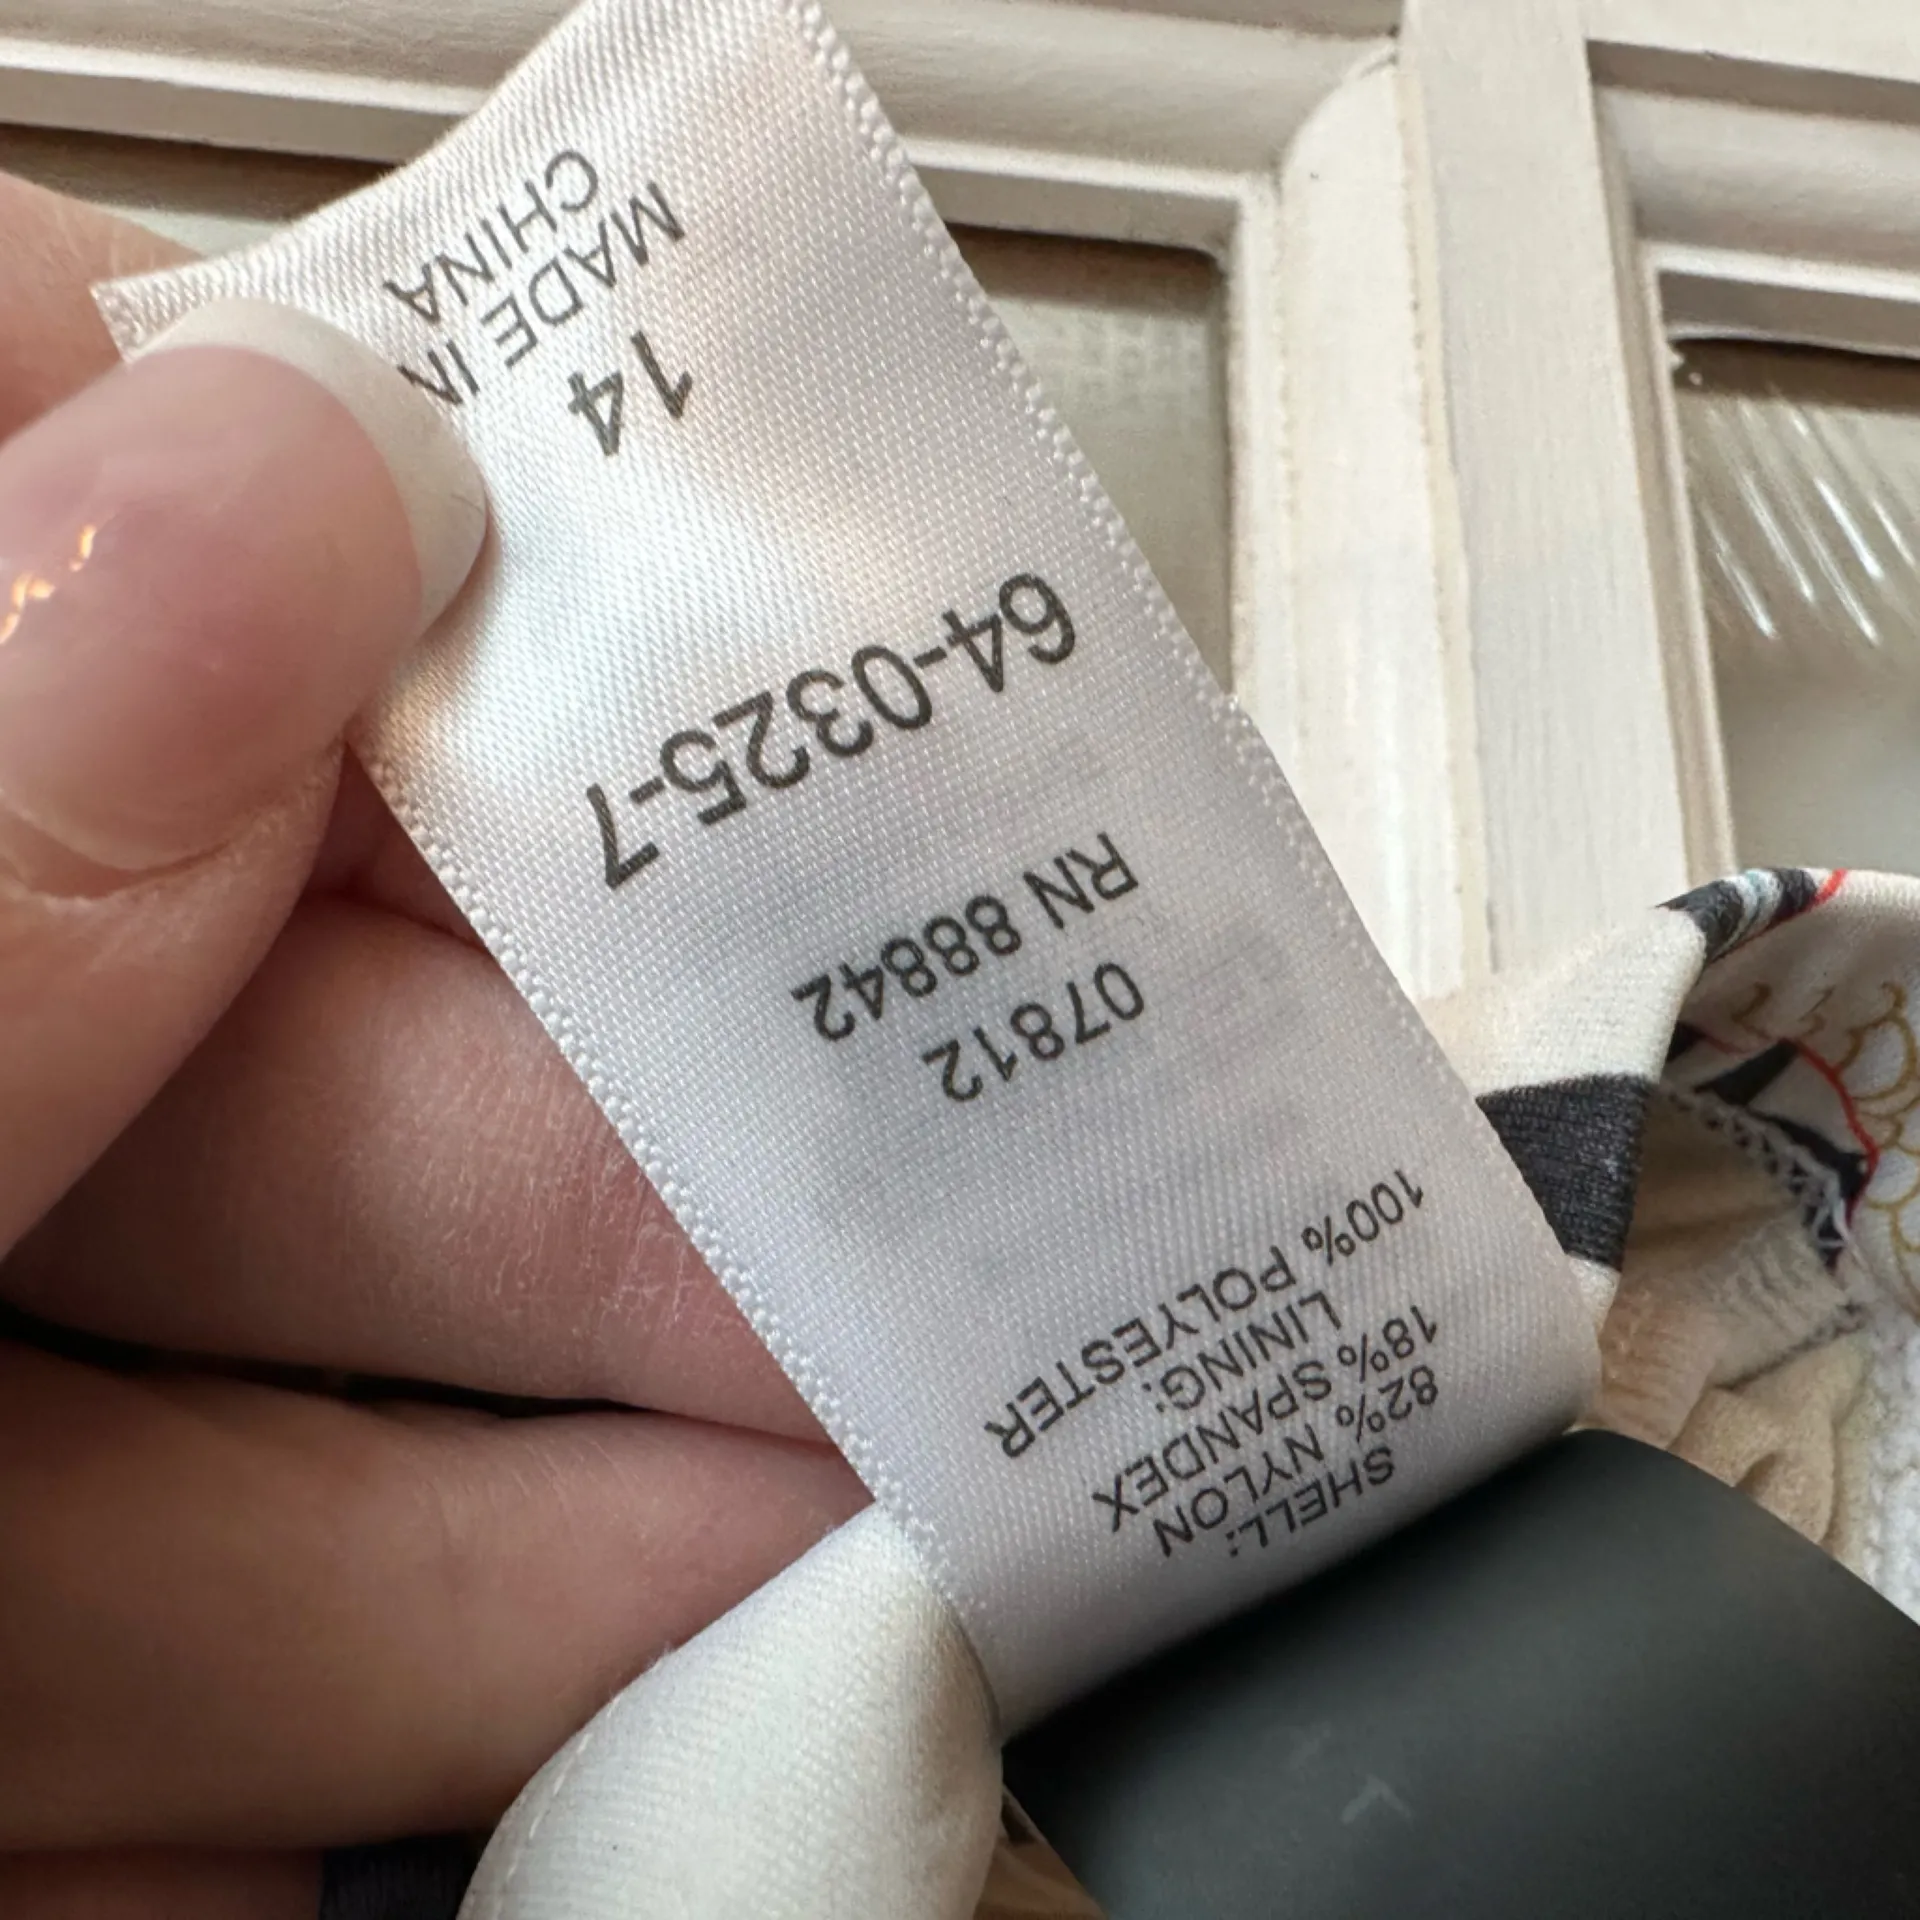 SHELL:
82% NYLON
18% SPANDEX
LINING:
100% POLYESTER
07812
RN 88842
64-0325-7
14
MADE IN
CHINA